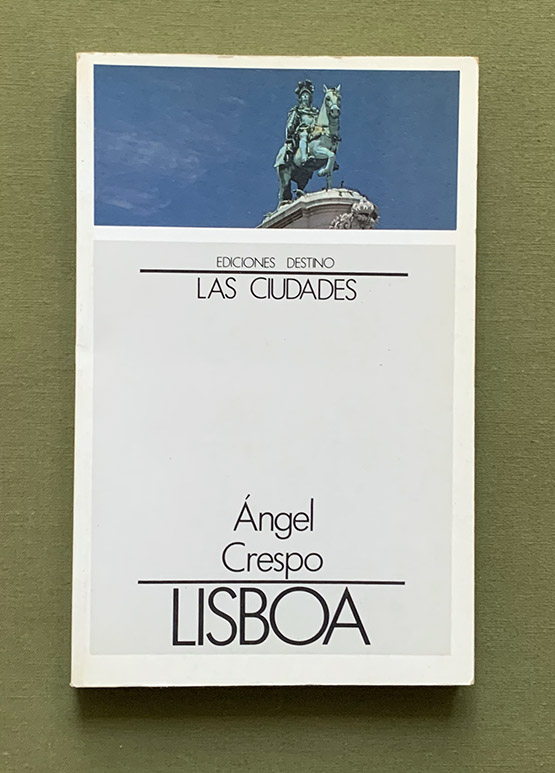 EDICIONES DESTINO
LAS CIUDADES
Ángel
Crespo
LISBOA